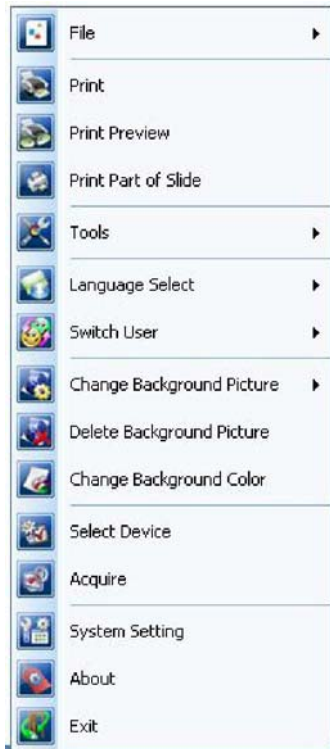 File
Print
Print Preview
Print Part of Slide
Tools
Language Select
Switch User
Change Background Picture
Delete Background Picture
Change Background Color
Select Device
Acquire
System Setting
About
Exit